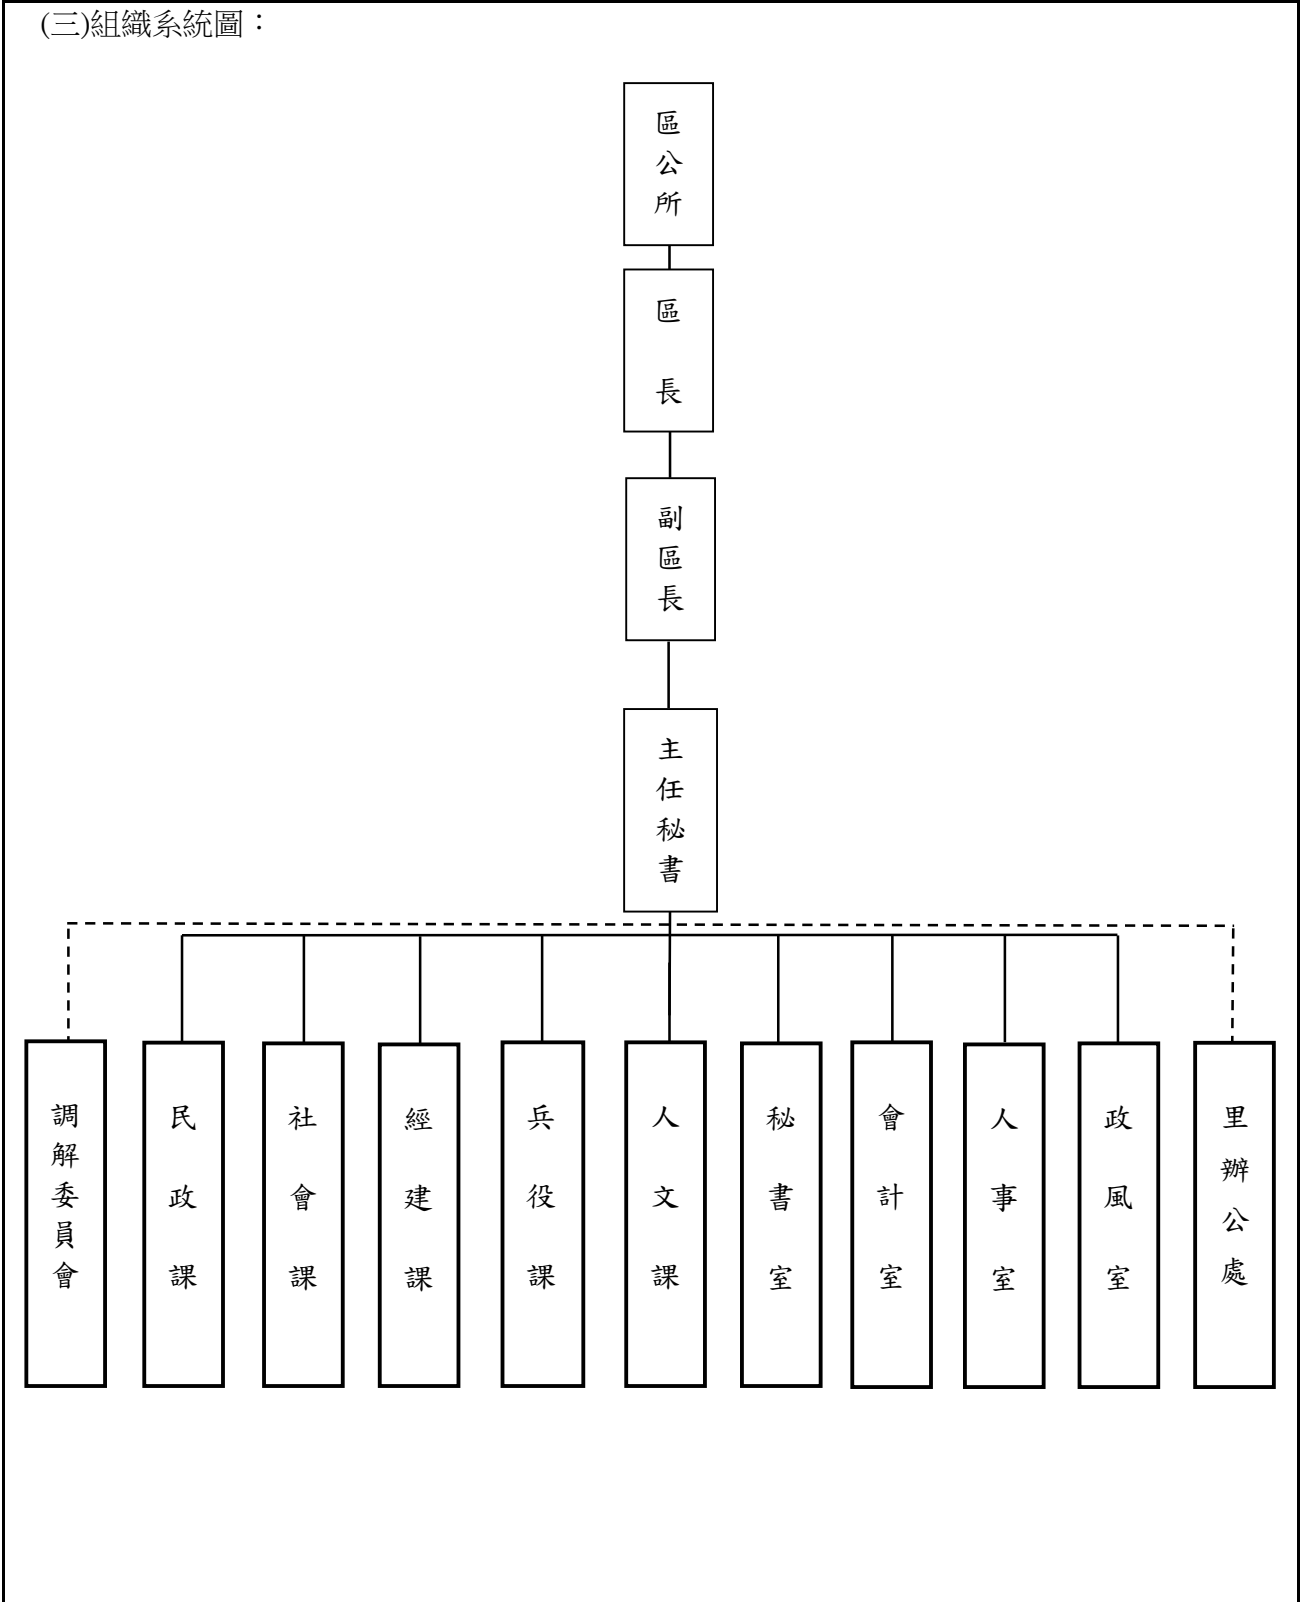 (三)組織系統圖：
區公所
區長
副區長
主任秘書
調解委員會
民政課
社會課
經建課
兵役課
人文課
秘書室
會計室
人事室
政風室
里辦公處